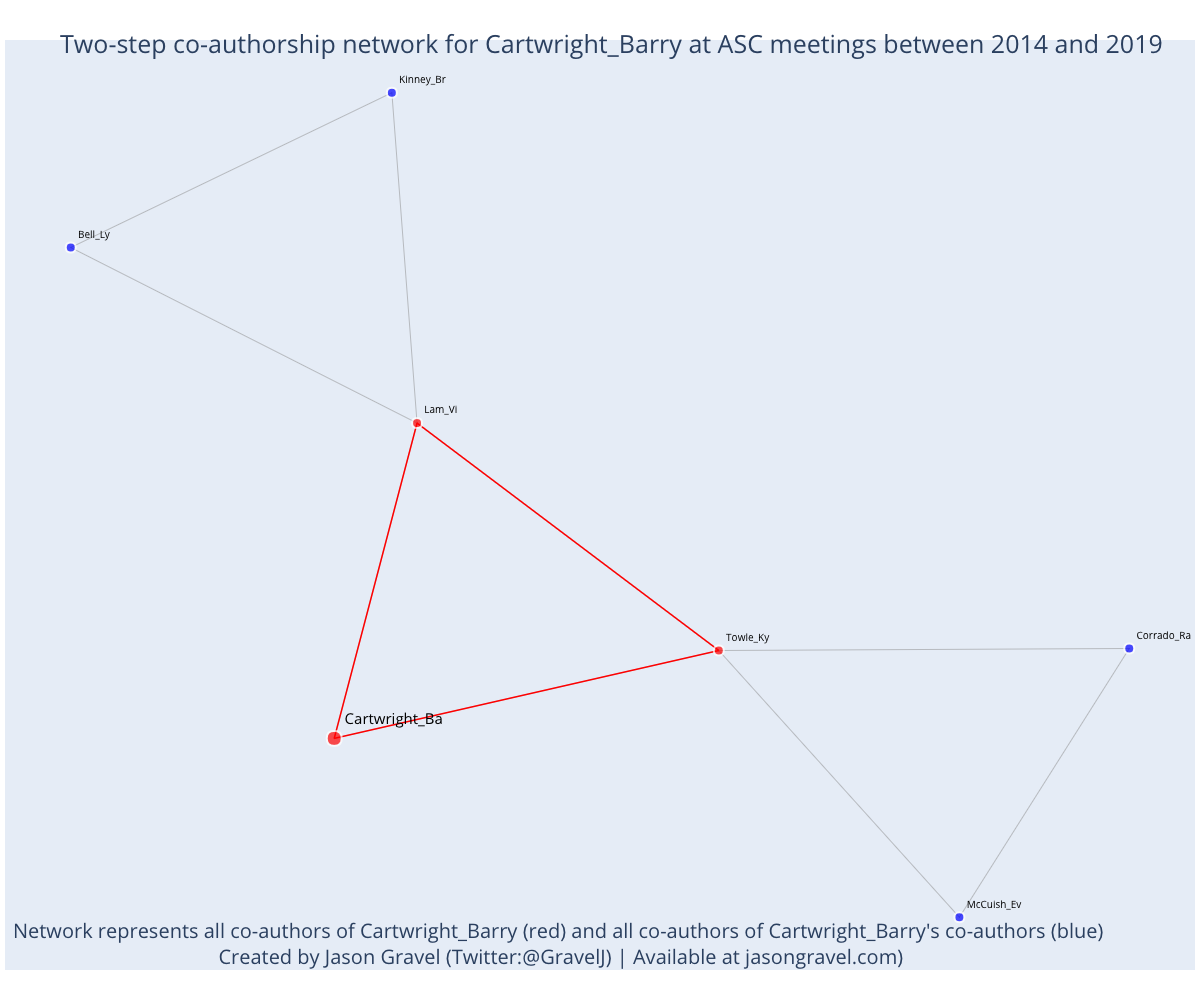 Two-step co-authorship network for Cartwright_Barry at ASC meetings between 2014 and 2019
Kinney_Br
Bell_Ly
Lam_Vi
Towle_Ky
Corrado_Ra
Cartwright_Ba
McCuish_Ev
Network represents all co-authors of Cartwright_Barry (red) and all co-authors of Cartwright_Barry's co-authors (blue)
Created by Jason Gravel (Twitter:@GravelJ) | Available at jasongravel.com)